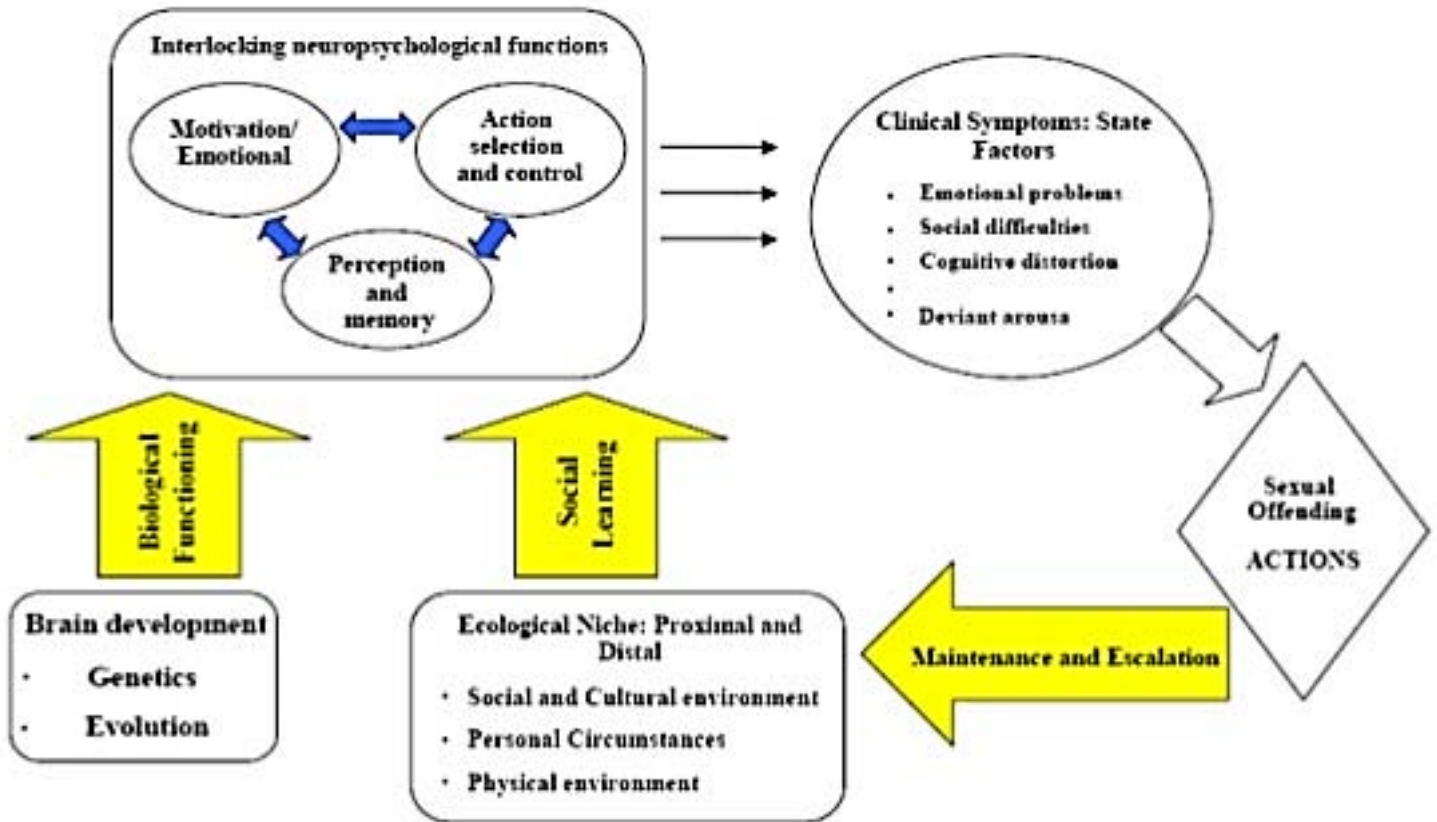 Interlocking neuropsychological functions
Motivation/
Emotional
Action
selection
and control
Perception
and
memory
Clinical Symptoms: State
Factors
• Emotional problems
• Social difficulties
• Cognitive distortion
•
• Deviant arousa
Biological
Functioning
Social
Learning
Sexual
Offending
ACTIONS
Brain development
• Genetics
• Evolution
Ecological Niche: Proximal and
Distal
• Social and Cultural environment
• Personal Circumstances
• Physical environment
Maintenance and Escalation